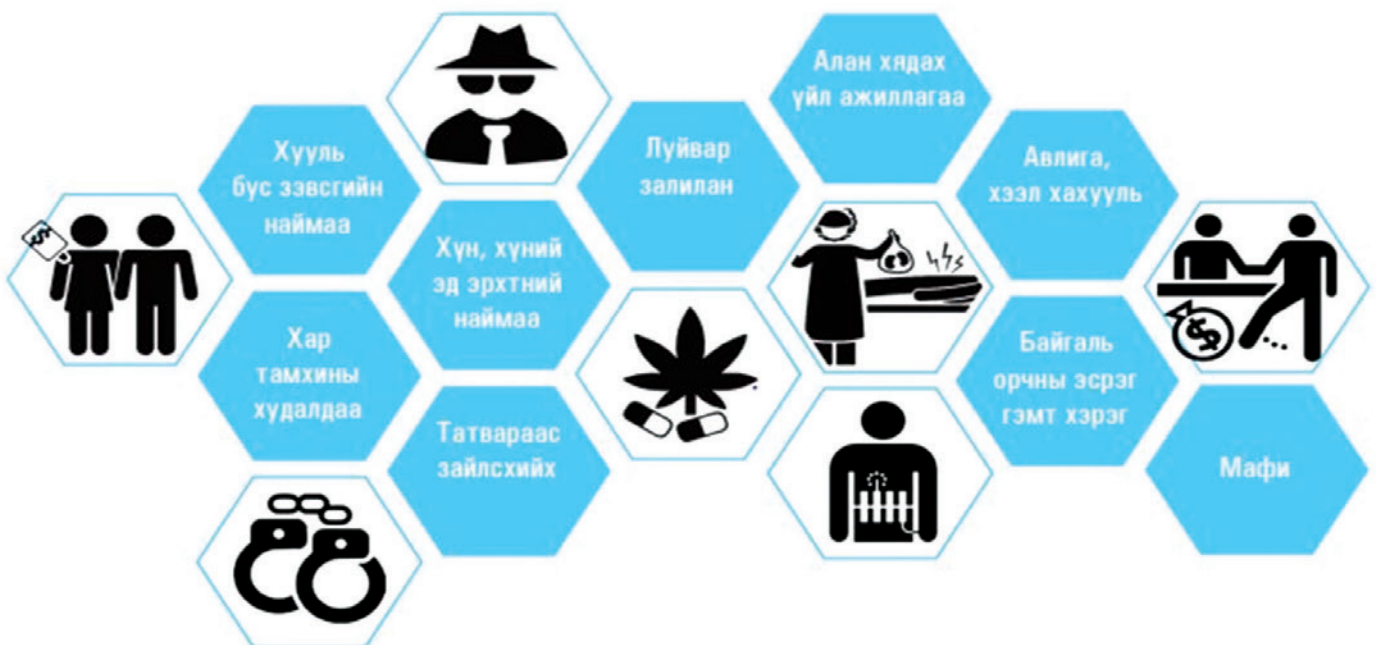 Хууль
бус зэвсгийн
наймаа
Хар
тамхины
худалдаа
Хүн, хүний
эд эрхтний
наймаа
Татвараас
зайлсхийх
Луйвар
залилан
Алан хядах
үйл ажиллагаа
Авлига,
хээл хахууль
Байгаль
орчны эсрэг
гэмт хэрэг
Мафи
$
$